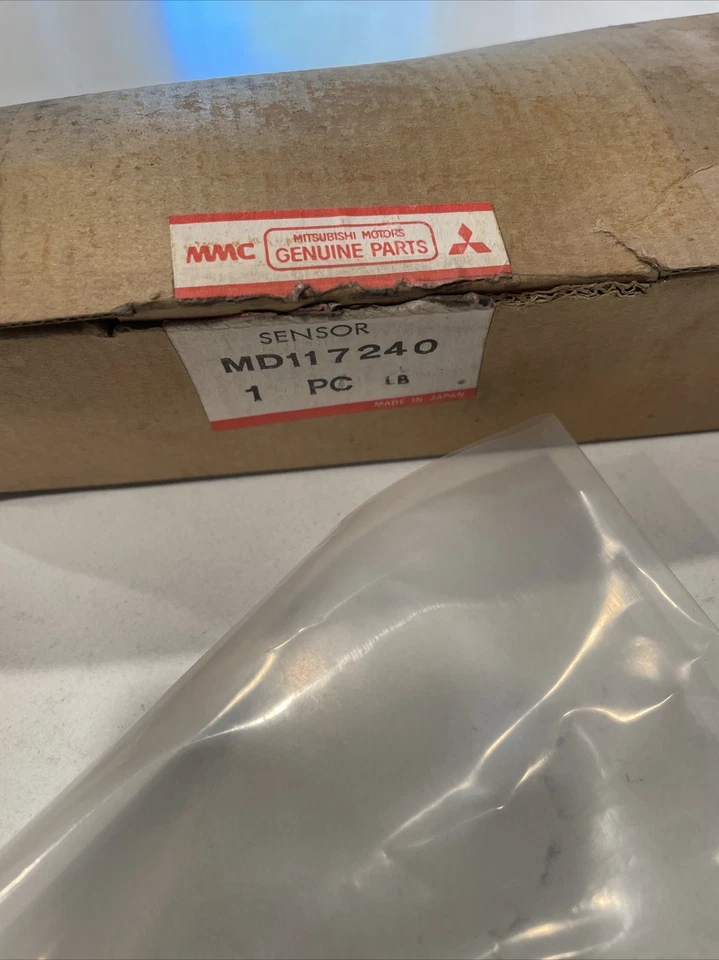 MMC
MITSUBISHI MOTORS
GENUINE PARTS
SENSOR
MD117240
1 PC LB
MADE IN JAPAN